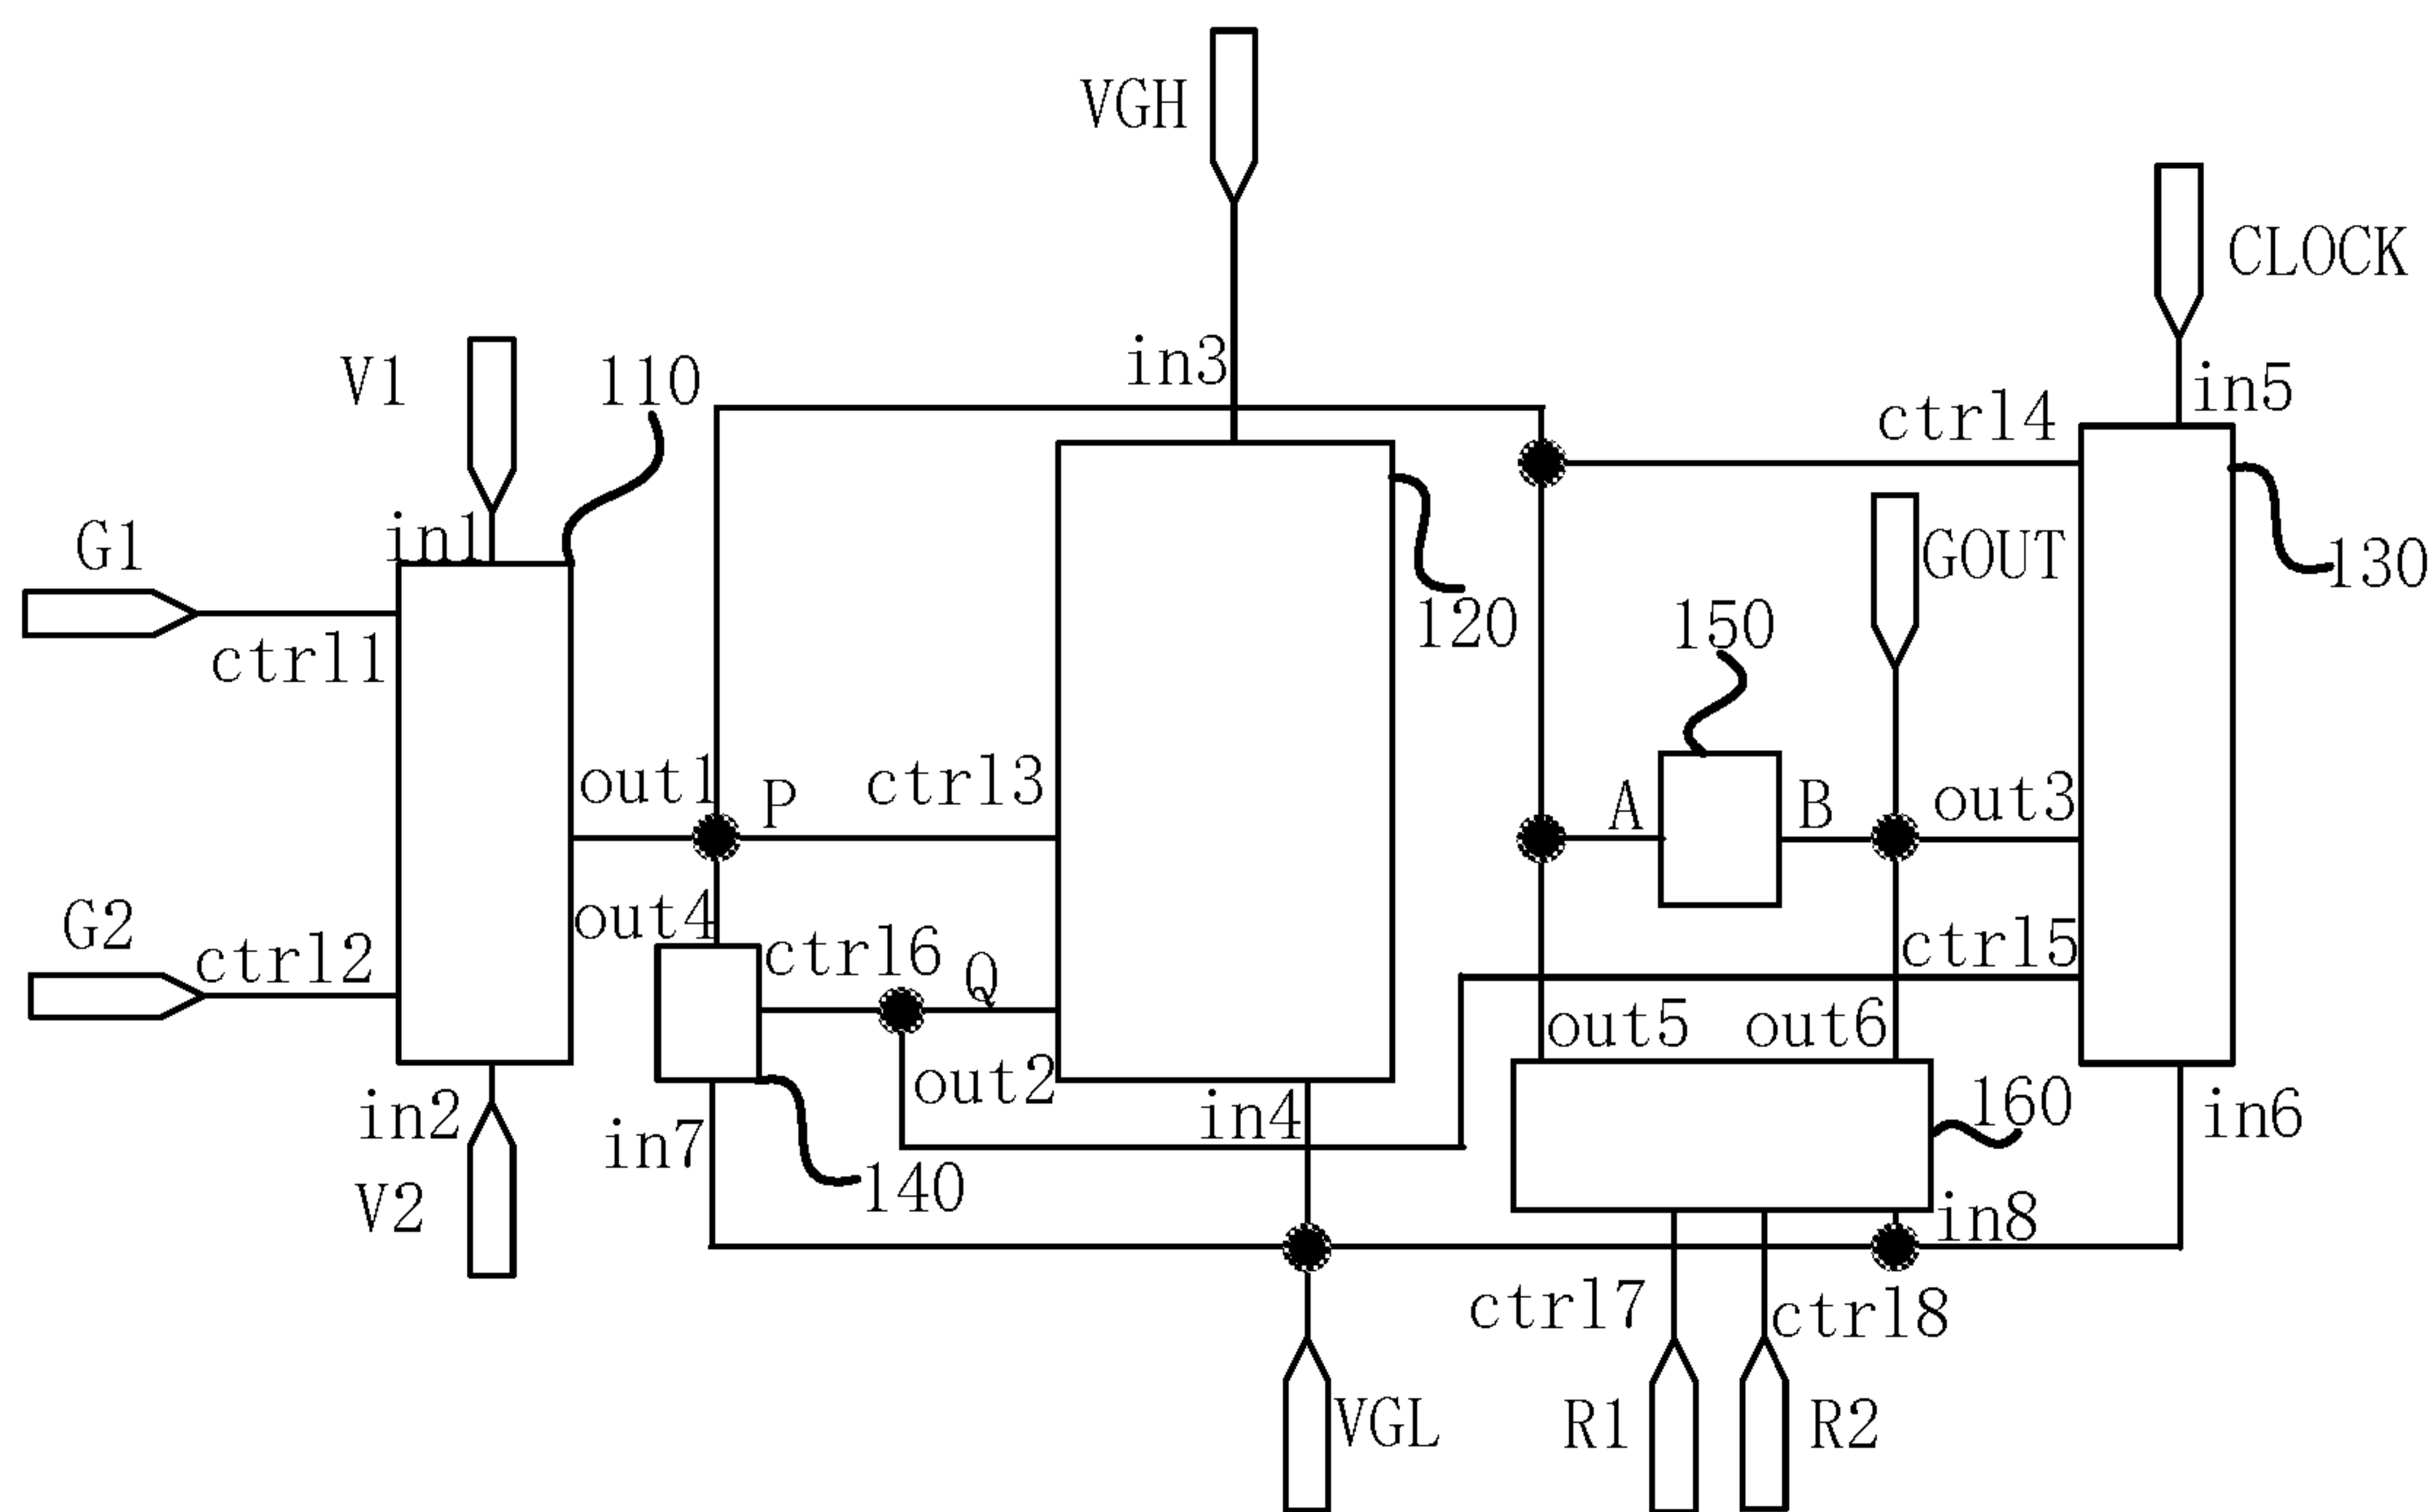 VGH
CLOCK
in3
V1
110
in5
ctrl4
in1
G1
GOUT
130
120
150
ctrl1
out1
P
ctrl3
A
B
out3
G2
ctrl2
out4
ctrl6
Q
ctrl5
out5
out6
out2
in2
in7
in4
160
in6
V2
140
in8
ctrl7
ctrl8
VGL
R1
R2